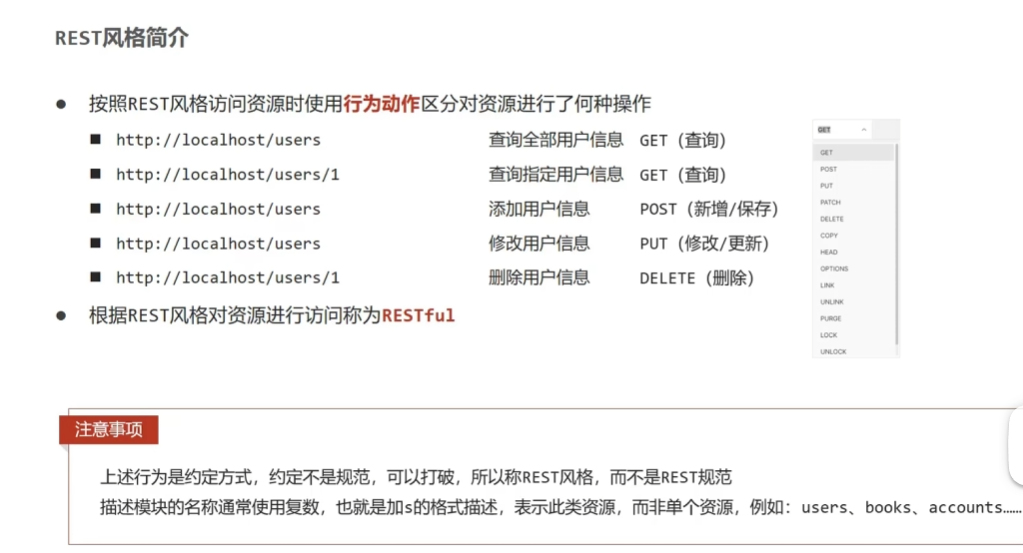 REST风格简介
● 按照REST风格访问资源时使用行为动作区分对资源进行了何种操作
■ http://localhost/users 查询全部用户信息 GET（查询）
■ http://localhost/users/1 查询指定用户信息 GET（查询）
■ http://localhost/users 添加用户信息 POST（新增/保存）
■ http://localhost/users 修改用户信息 PUT（修改/更新）
■ http://localhost/users/1 删除用户信息 DELETE（删除）
● 根据REST风格对资源进行访问称为RESTful
GET
GET
POST
PUT
PATCH
DELETE
COPY
HEAD
OPTIONS
LINK
UNLINK
PURGE
LOCK
UNLOCK
注意事项
上述行为是约定方式，约定不是规范，可以打破，所以称REST风格，而不是REST规范
描述模块的名称通常使用复数，也就是加s的格式描述，表示此类资源，而非单个资源，例如：users、books、accounts……